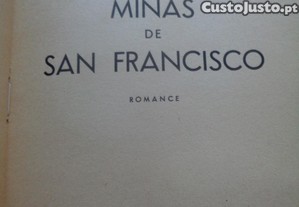 MINAS
Custojusto.pt
DE
SAN FRANCISCO
ROMANCE